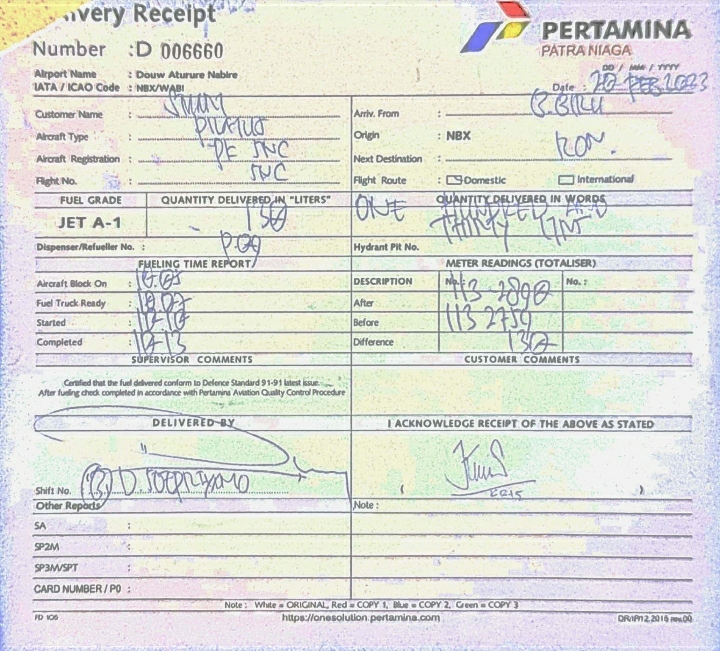 very Receipt
PERTAMINA
PATRA NIAGA
Number : D 006660
DD / MM / YYYY
Airport Name : Douw Aturure Nabire
IATA / ICAO Code : NBX/WABI
Date : 20 FEB 2023
Customer Name : SMM
Arriv. From :
Aircraft Type : PILATUS
Origin : NBX
Aircraft Registration : PK SNC
Next Destination :
Flight No. : SNC
Flight Route : Domestic International
FUEL GRADE QUANTITY DELIVERED IN "LITERS" QUANTITY DELIVERED IN WORDS
JET A-1 130 ONE HUNDRED AND
THIRTY
Dispenser/Refueller No. :
Hydrant Pit No.
FUELING TIME REPORT METER READINGS (TOTALISER)
Aircraft Block On : DESCRIPTION No. : No. :
Fuel Truck Ready : After 113 2890
Started : Before 113 2759
Completed : Difference 130
SUPERVISOR COMMENTS CUSTOMER COMMENTS
Certified that the fuel delivered conform to Defence Standard 91-91 latest issue.
After fueling check completed in accordance with Pertamina Aviation Quality Control Procedure
DELIVERED BY I ACKNOWLEDGE RECEIPT OF THE ABOVE AS STATED
Shift No.
Other Reports Note :
SA :
SP2M :
SP3M/SPT :
CARD NUMBER / PO :
Note : White = ORIGINAL, Red = COPY 1, Blue = COPY 2, Green = COPY 3
FD 106 https://onesolution.pertamina.com